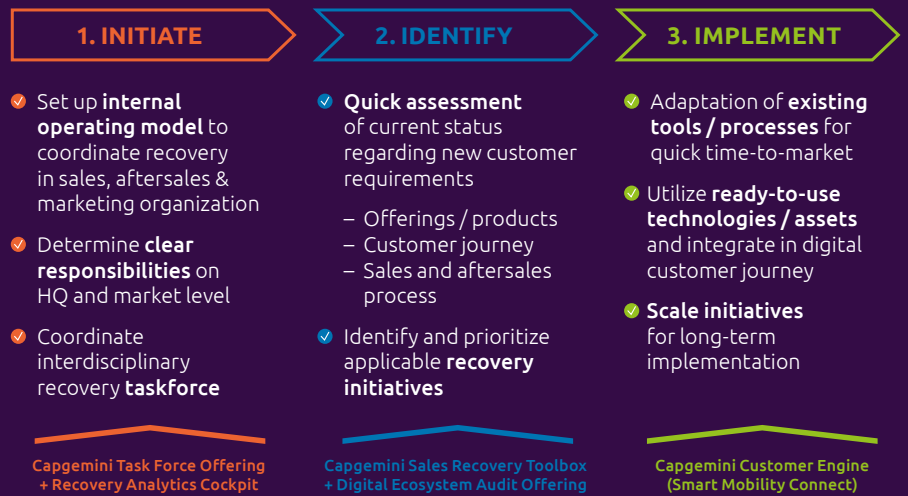 1. INITIATE
Set up internal
operating model to
coordinate recovery
in sales, aftersales &
marketing organization
Determine clear
responsibilities on
HQ and market level
Coordinate
interdisciplinary
recovery taskforce
Capgemini Task Force Offering
+ Recovery Analytics Cockpit
2. IDENTIFY
Quick assessment
of current status
regarding new customer
requirements
– Offerings / products
– Customer journey
– Sales and aftersales
process
Identify and prioritize
applicable recovery
initiatives
Capgemini Sales Recovery Toolbox
+ Digital Ecosystem Audit Offering
3. IMPLEMENT
Adaptation of existing
tools / processes for
quick time-to-market
Utilize ready-to-use
technologies / assets
and integrate in digital
customer journey
Scale initiatives
for long-term
implementation
Capgemini Customer Engine
(Smart Mobility Connect)